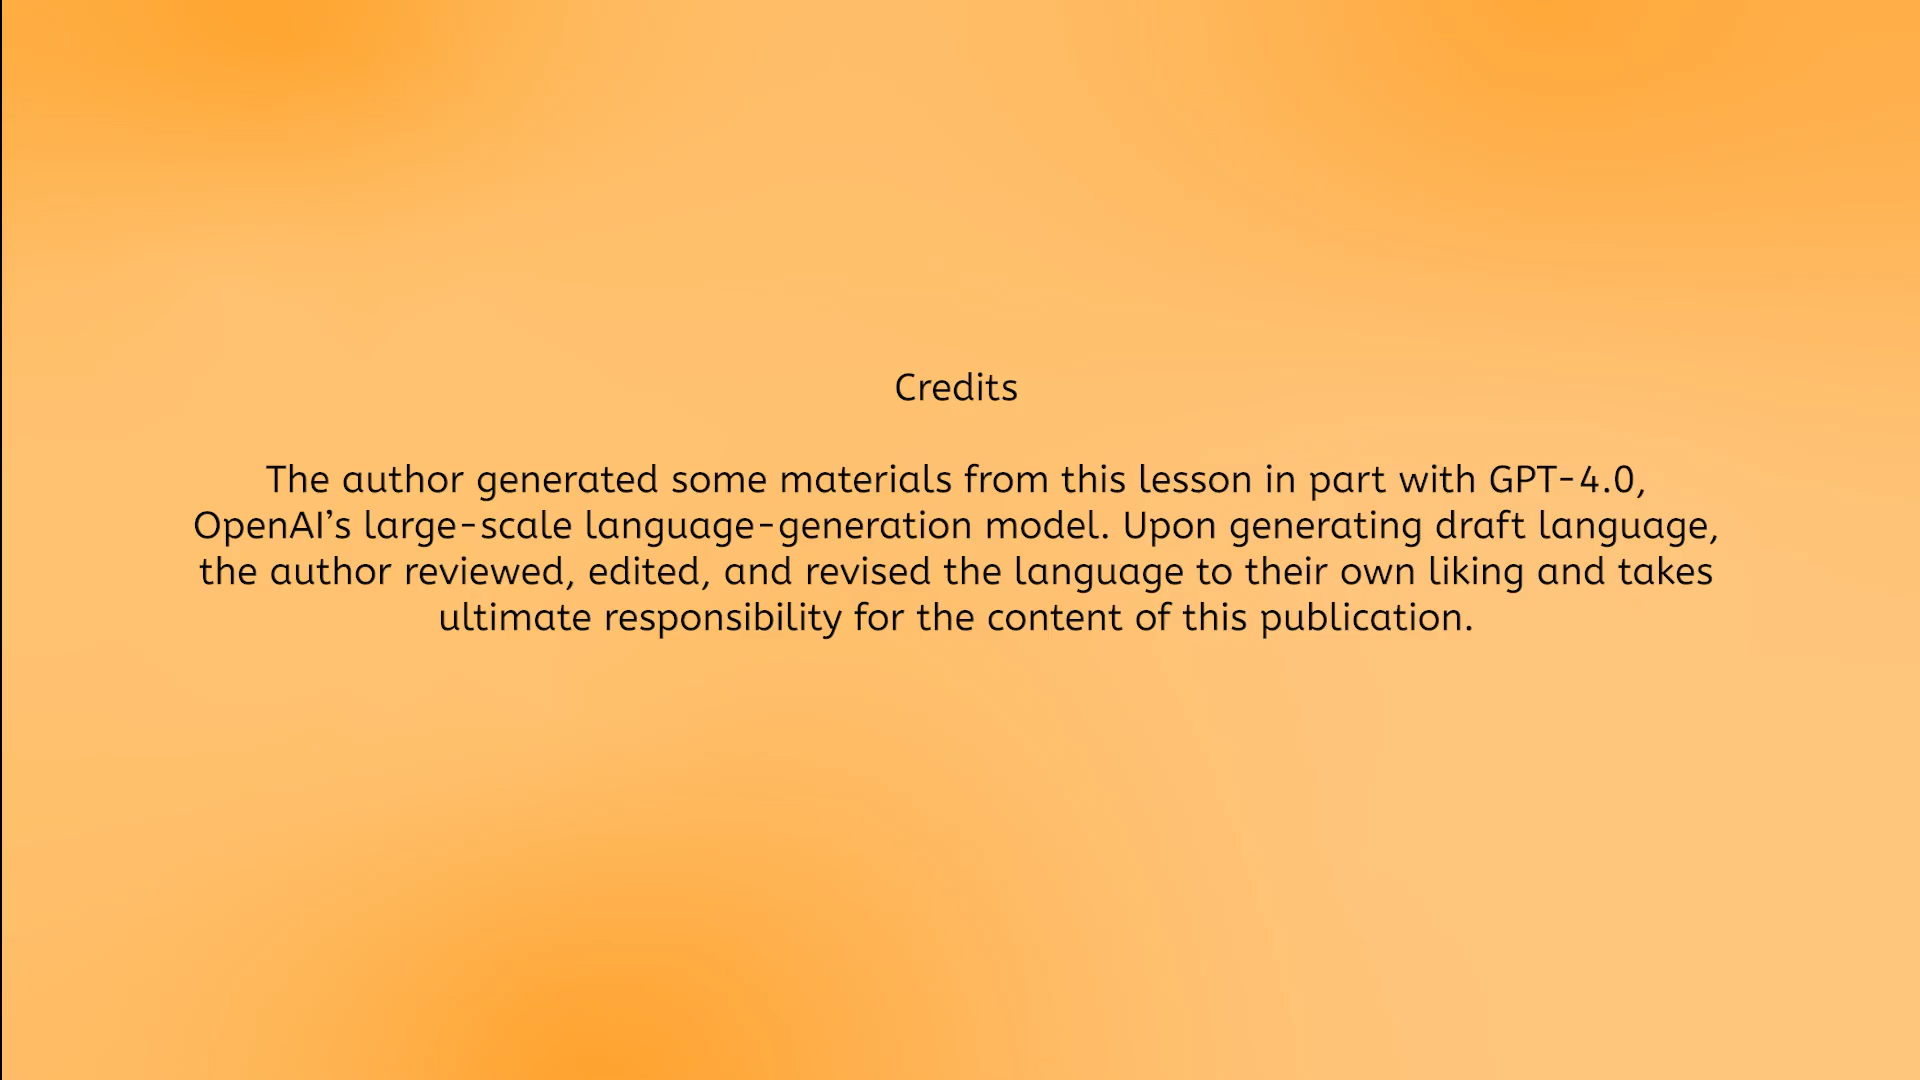 Credits
The author generated some materials from this lesson in part with GPT-4.0,
OpenAI’s large-scale language-generation model. Upon generating draft language,
the author reviewed, edited, and revised the language to their own liking and takes
ultimate responsibility for the content of this publication.